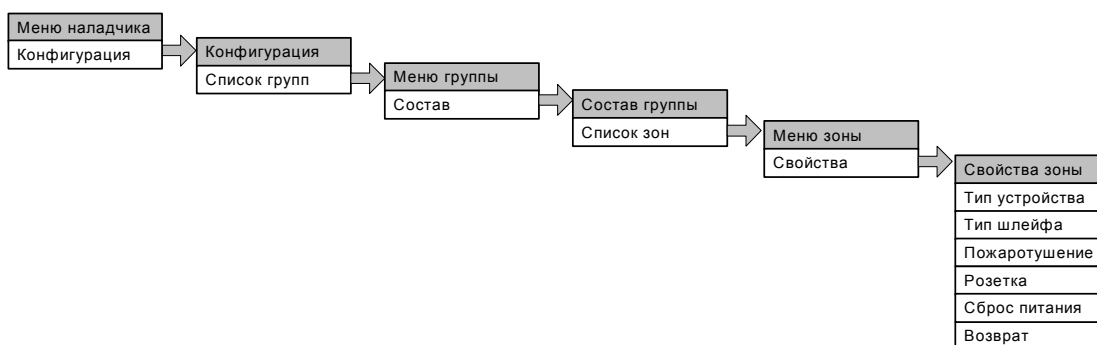 Меню наладчика
Конфигурация
Конфигурация
Список групп
Меню группы
Состав
Состав группы
Список зон
Меню зоны
Свойства
Свойства зоны
Тип устройства
Тип шлейфа
Пожаротушение
Розетка
Сброс питания
Возврат